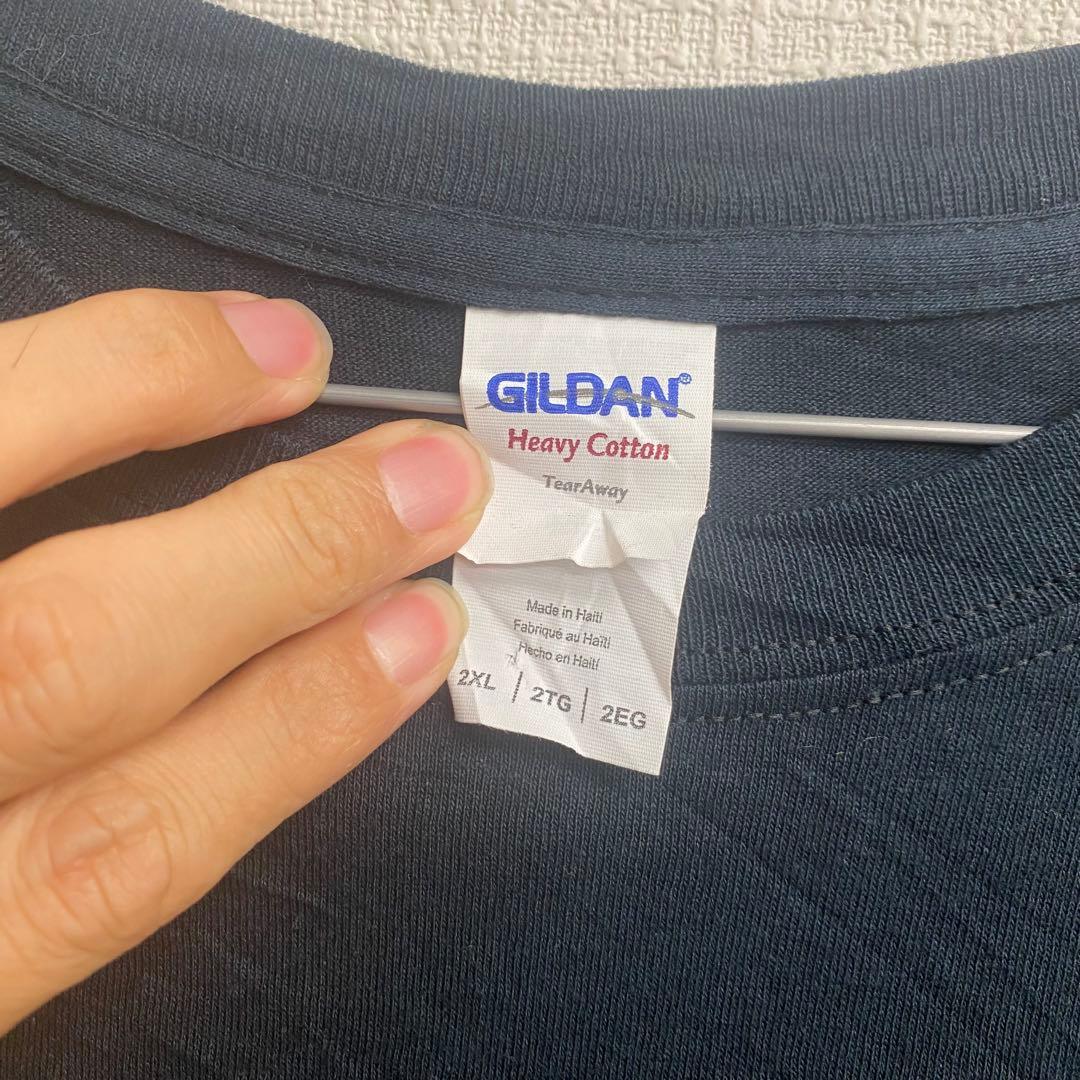 GILDAN®
Heavy Cotton
TearAway
Made in Haiti
Fabriqué au Haïti
Hecho en Haití
2XL | 2TG | 2EG